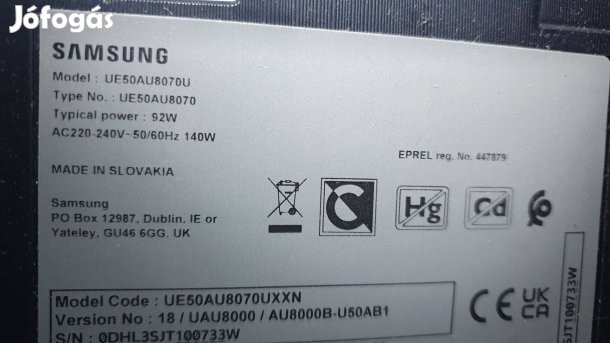 Jófogás
SAMSUNG
Model : UE50AU8070U
Type No. : UE50AU8070
Typical power : 92W
AC220-240V~50/60Hz 140W
EPREL reg. No. 447879
MADE IN SLOVAKIA
Samsung
PO Box 12987. Dublin. IE or
Yateley, GU46 6GG. UK
Hg
Cd
Model Code : UE50AU8070UXXN
Version No : 18 / UAU8000 / AU8000B-U50AB1
S/N : 0DHL3SJT100733W
CE
UK
CA
SJT100733W